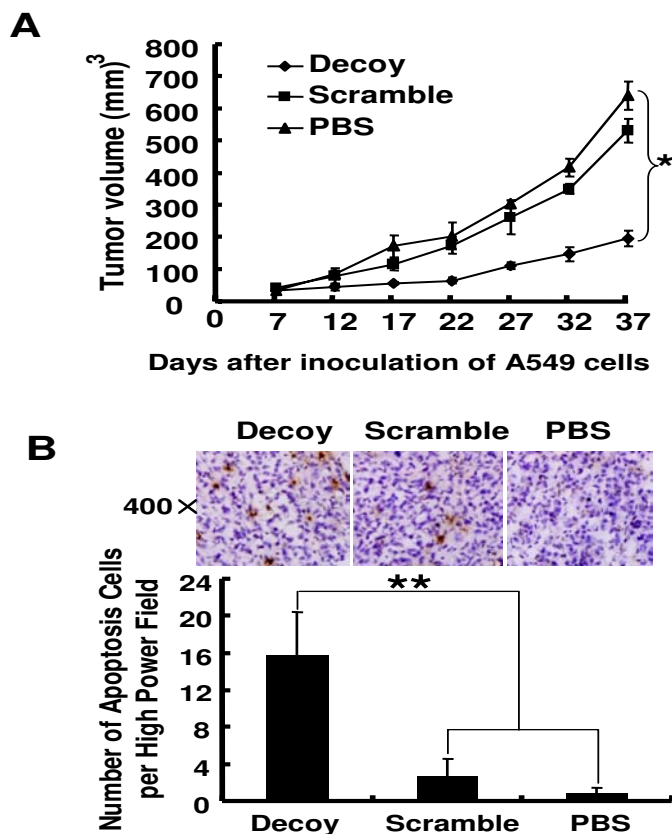 A
Tumor volume (mm)³
800
700
600
500
400
300
200
100
0
Decoy
Scramble
PBS
*
0 7 12 17 22 27 32 37
Days after inoculation of A549 cells
B
Decoy Scramble PBS
400×
Number of Apoptosis Cells
per High Power Field
24
20
16
12
8
4
0
**
Decoy Scramble PBS